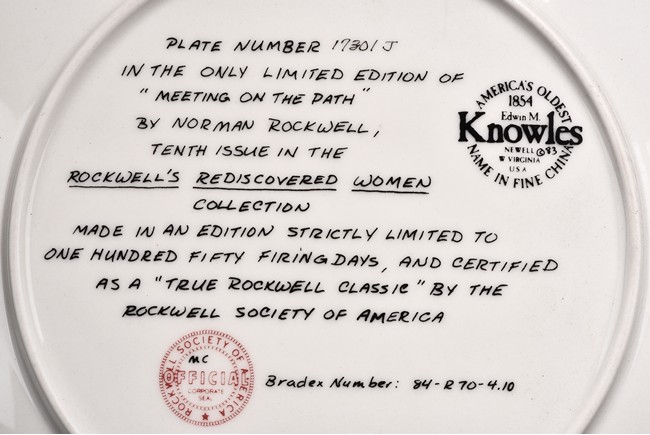 PLATE NUMBER 17301 J
IN THE ONLY LIMITED EDITION OF
"MEETING ON THE PATH"
BY NORMAN ROCKWELL,
TENTH ISSUE IN THE
ROCKWELL'S REDISCOVERED WOMEN
COLLECTION
MADE IN AN EDITION STRICTLY LIMITED TO
ONE HUNDRED FIFTY FIRING DAYS, AND CERTIFIED
AS A "TRUE ROCKWELL CLASSIC" BY THE
ROCKWELL SOCIETY OF AMERICA
AMERICA'S OLDEST
1854
Edwin M.
Knowles
NEWELL © 83
W VIRGINIA
U S A
NAME IN FINE CHINA
ROCKWELL SOCIETY OF AMERICA
MC
OFFICIAL
CORPORATE
SEAL
Bradex Number: 84-R70-4.10